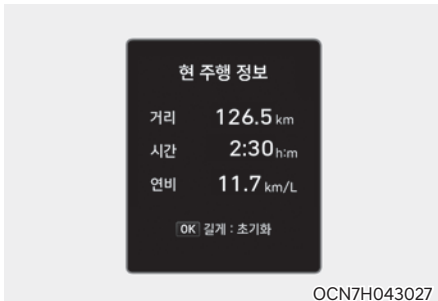 현 주행 정보
거리 126.5 km
시간 2:30 h:m
연비 11.7 km/L
OK 길게 : 초기화
OCN7H043027